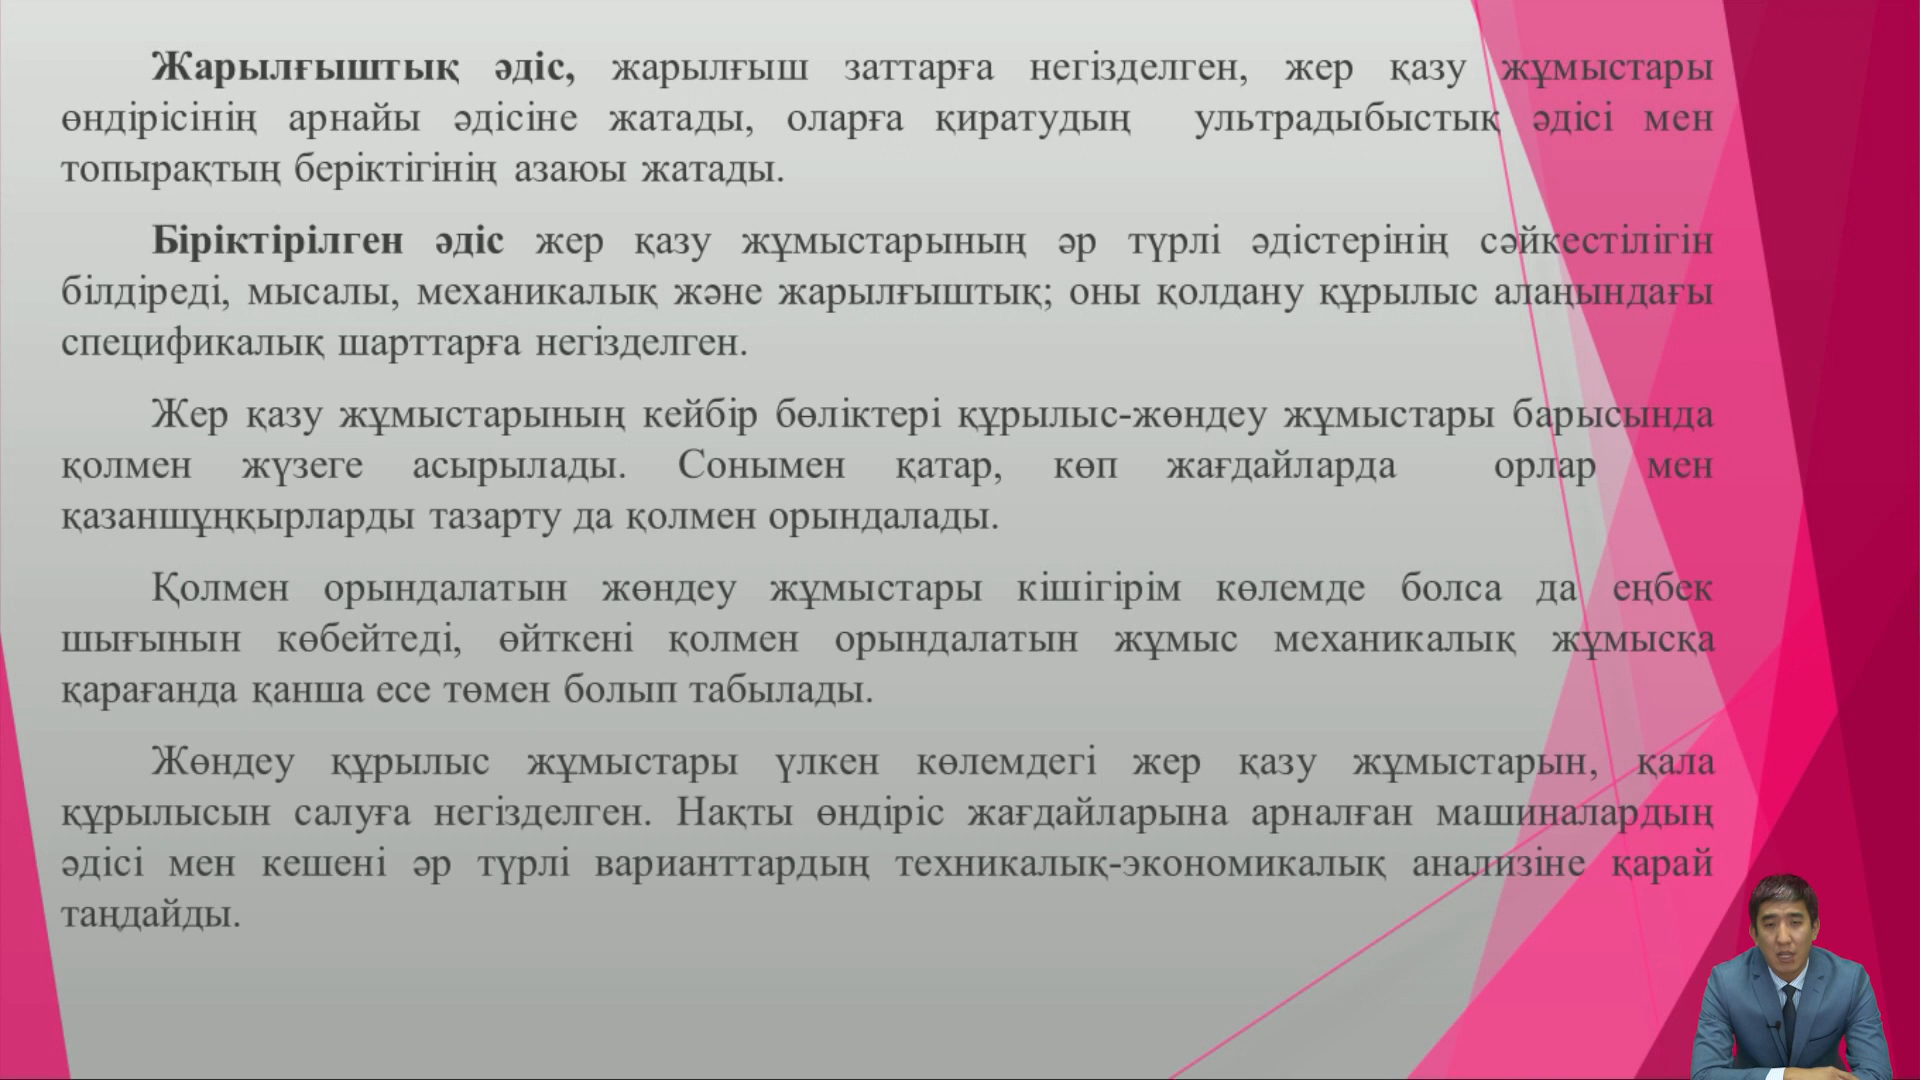 Жарылғыштық әдіс, жарылғыш заттарға негізделген, жер қазу жұмыстары
өндірісінің арнайы әдісіне жатады, оларға қиратудың ультрадыбыстық әдісі мен
топырақтың беріктігінің азаюы жатады.
Біріктірілген әдіс жер қазу жұмыстарының әр түрлі әдістерінің сәйкестілігін
білдіреді, мысалы, механикалық және жарылғыштық; оны қолдану құрылыс алаңындағы
спецификалық шарттарға негізделген.
Жер қазу жұмыстарының кейбір бөліктері құрылыс-жөндеу жұмыстары барысында
қолмен жүзеге асырылады. Сонымен қатар, көп жағдайларда орлар мен
қазаншұңқырларды тазарту да қолмен орындалады.
Қолмен орындалатын жөндеу жұмыстары кішігірім көлемде болса да еңбек
шығынын көбейтеді, өйткені қолмен орындалатын жұмыс механикалық жұмысқа
қарағанда қанша есе төмен болып табылады.
Жөндеу құрылыс жұмыстары үлкен көлемдегі жер қазу жұмыстарын, қала
құрылысын салуға негізделген. Нақты өндіріс жағдайларына арналған машиналардың
әдісі мен кешені әр түрлі варианттардың техникалық-экономикалық анализіне қарай
таңдайды.